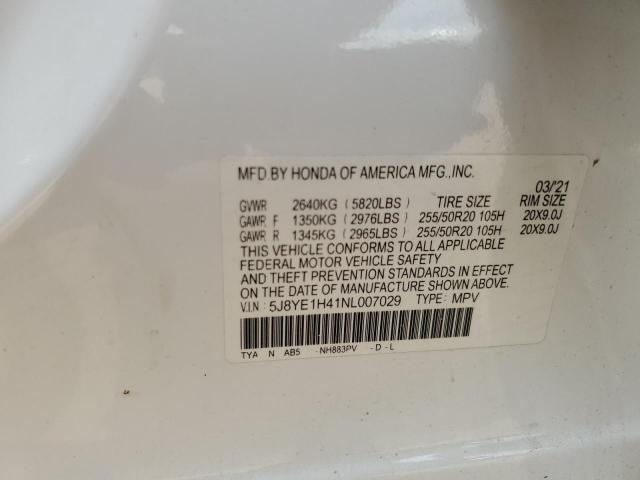 MFD.BY HONDA OF AMERICA MFG.,INC.
03/21
GVWR 2640KG (5820LBS) TIRE SIZE RIM SIZE
GAWR F 1350KG (2976LBS) 255/50R20 105H 20X9.0J
GAWR R 1345KG (2965LBS) 255/50R20 105H 20X9.0J
THIS VEHICLE CONFORMS TO ALL APPLICABLE
FEDERAL MOTOR VEHICLE SAFETY
AND THEFT PREVENTION STANDARDS IN EFFECT
ON THE DATE OF MANUFACTURE SHOWN ABOVE.
V.I.N: 5J8YE1H41NL007029 TYPE: MPV
TYA N AB5 -NH883PV -D-L